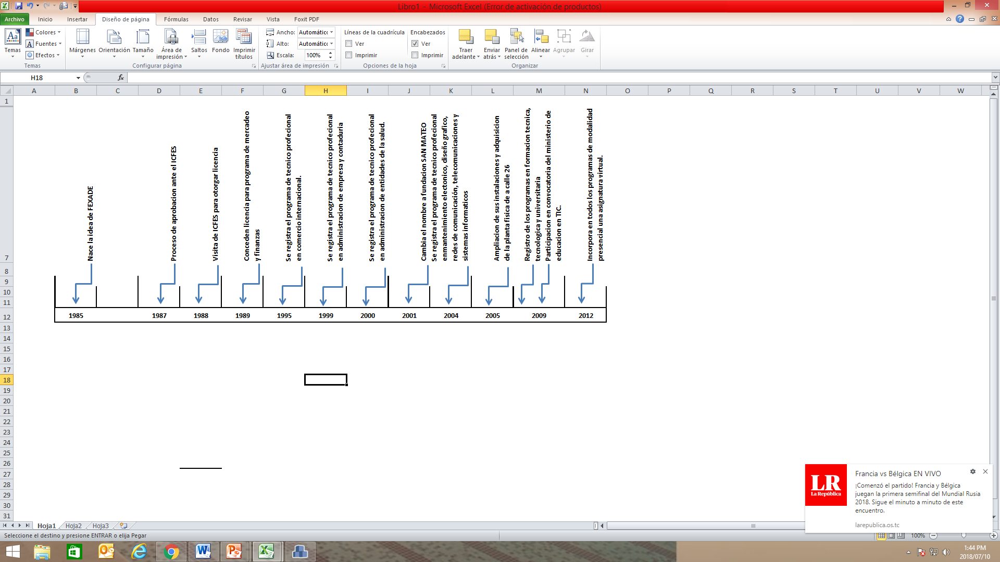 Libro1 - Microsoft Excel (Error de activación de productos)
Archivo Inicio Insertar Diseño de página Fórmulas Datos Revisar Vista Foxit PDF
Temas
Colores
Fuentes
Efectos
Temas
Márgenes Orientación Tamaño Área de impresión Saltos Fondo Imprimir títulos
Configurar página
Ancho: Automático
Alto: Automático
Escala: 100%
Ajustar área de impresión
Líneas de la cuadrícula Encabezados
Ver Ver
Imprimir Imprimir
Opciones de la hoja
Traer adelante Enviar atrás Panel de selección Alinear Agrupar Girar
Organizar
H18 fx
A B C D E F G H I J K L M N O P Q R S T U V W
1
7
8
9
10
11
12
13
14
15
16
17
18
19
20
21
22
23
24
25
26
27
28
29
30
31
Nace la idea de FEXADE
Proceso de aprobacion ante el ICFES
Visita de ICFES para otorgar licencia
Conceden licencia para programa de mercadeo
y finanzas
Se registra el programa de tecnico profecional
en comercio internacional.
Se registra el programa de tecnico profecional
en administracion de empresa y contaduria
Se registra el programa de tecnico profecional
en administracion de entidades de la salud.
Cambia el nombre a fundacion SAN MATEO
Se registra el programa de tecnico profecional
enmantenimiento electonico, diseño grafico,
redes de comunicación, telecomunicaciones y
sistemas informaticos
Ampliacion de sus instalaciones y adquisicion
de la planta fisica de a calle 26
Registro de los programas en formacion tecnica,
tecnologica y universitaria
Participacion en convocatoria del ministerio de
educacion en TIC.
Incorpora en todos los programas de modalidad
presencial una asignatura virtual.
1985 1987 1988 1989 1995 1999 2000 2001 2004 2005 2009 2012
LR
La República
Francia vs Bélgica EN VIVO
¡Comenzó el partido! Francia y Bélgica
juegan la primera semifinal del Mundial Rusia
2018. Sigue el minuto a minuto de este
encuentro.
larepublica.os.tc
Hoja1 Hoja2 Hoja3
Seleccione el destino y presione ENTRAR o elija Pegar
100%
1:44 PM
2018/07/10